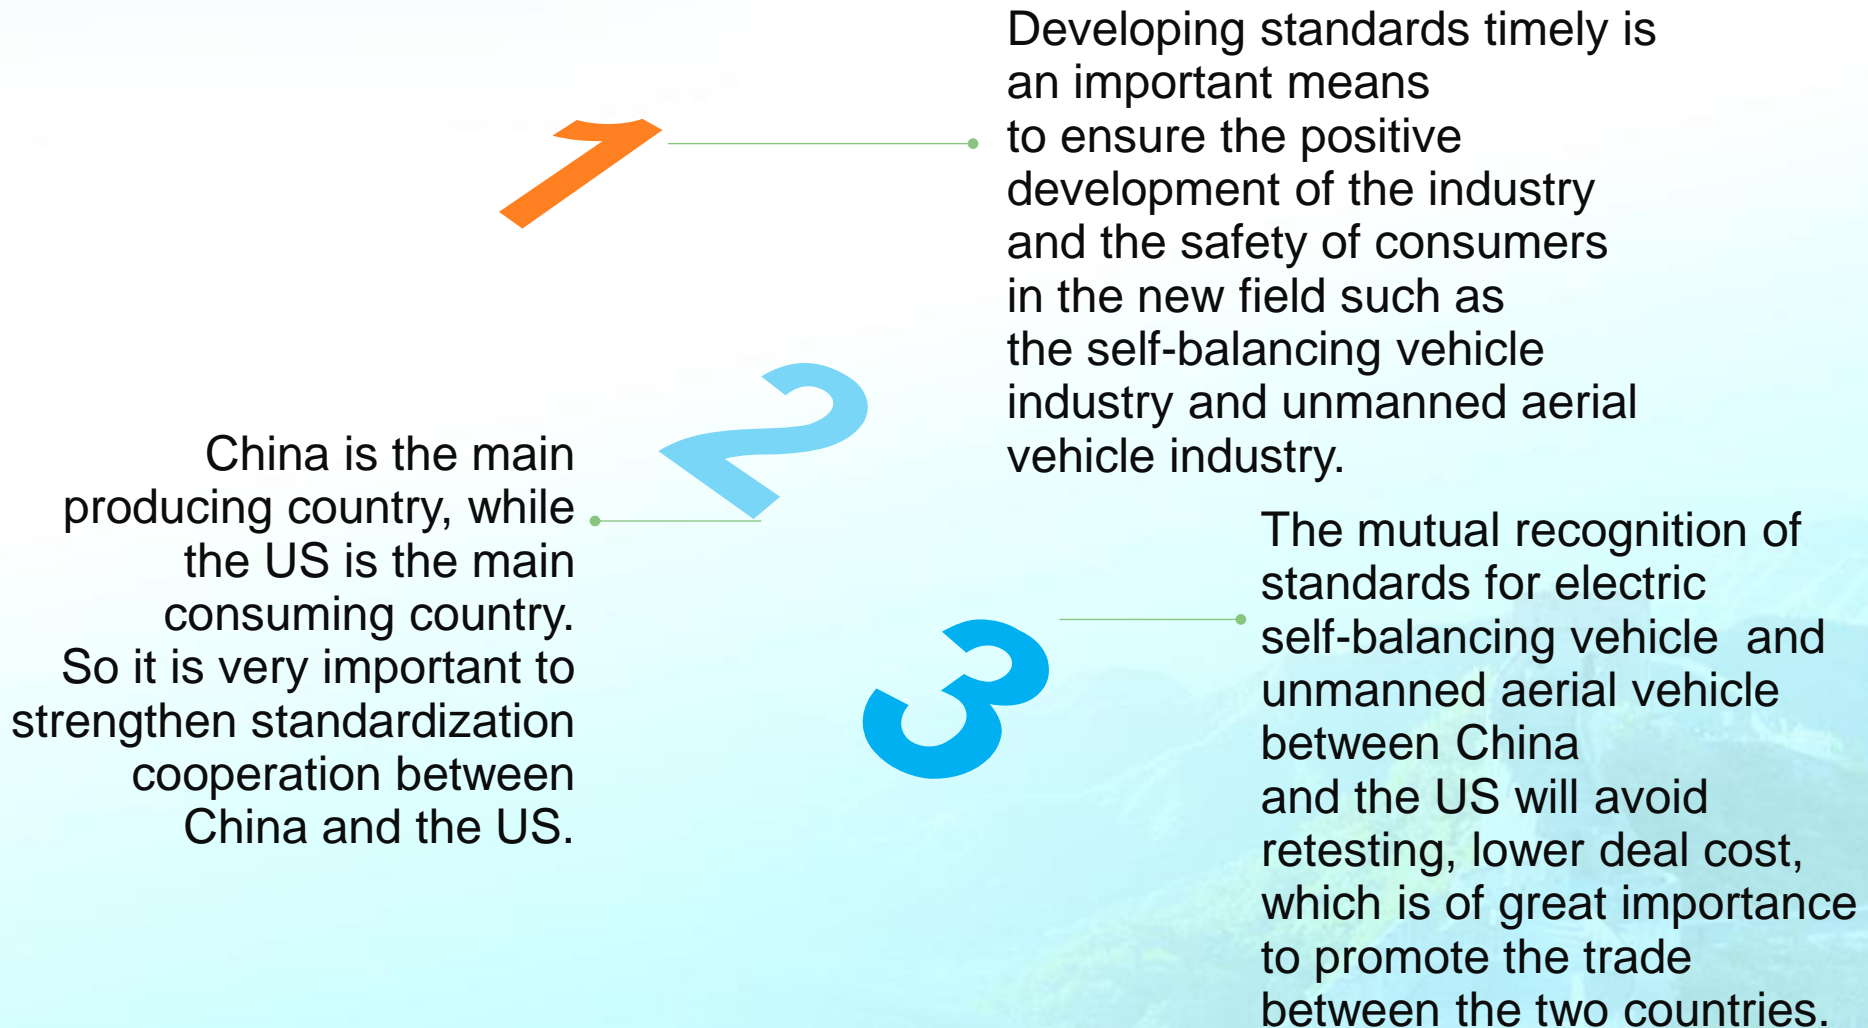 1
Developing standards timely is
an important means
to ensure the positive
development of the industry
and the safety of consumers
in the new field such as
the self-balancing vehicle
industry and unmanned aerial
vehicle industry.
2
China is the main
producing country, while
the US is the main
consuming country.
So it is very important to
strengthen standardization
cooperation between
China and the US.
3
The mutual recognition of
standards for electric
self-balancing vehicle  and
unmanned aerial vehicle
between China
and the US will avoid
retesting, lower deal cost,
which is of great importance
to promote the trade
between the two countries.